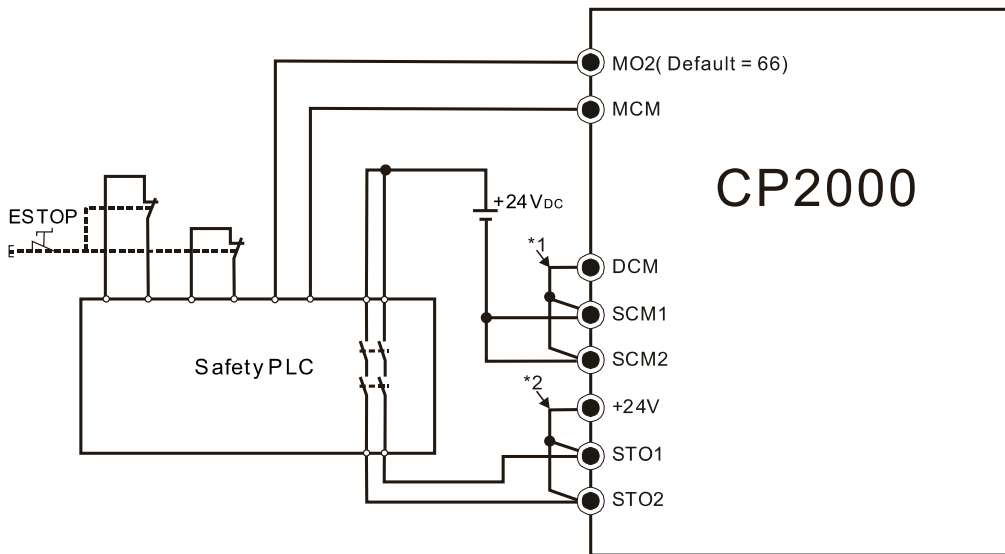 MO2( Default = 66)
MCM
CP2000
ESTOP
+24VDC
*1
DCM
SCM1
Safety PLC
SCM2
*2
+24V
STO1
STO2